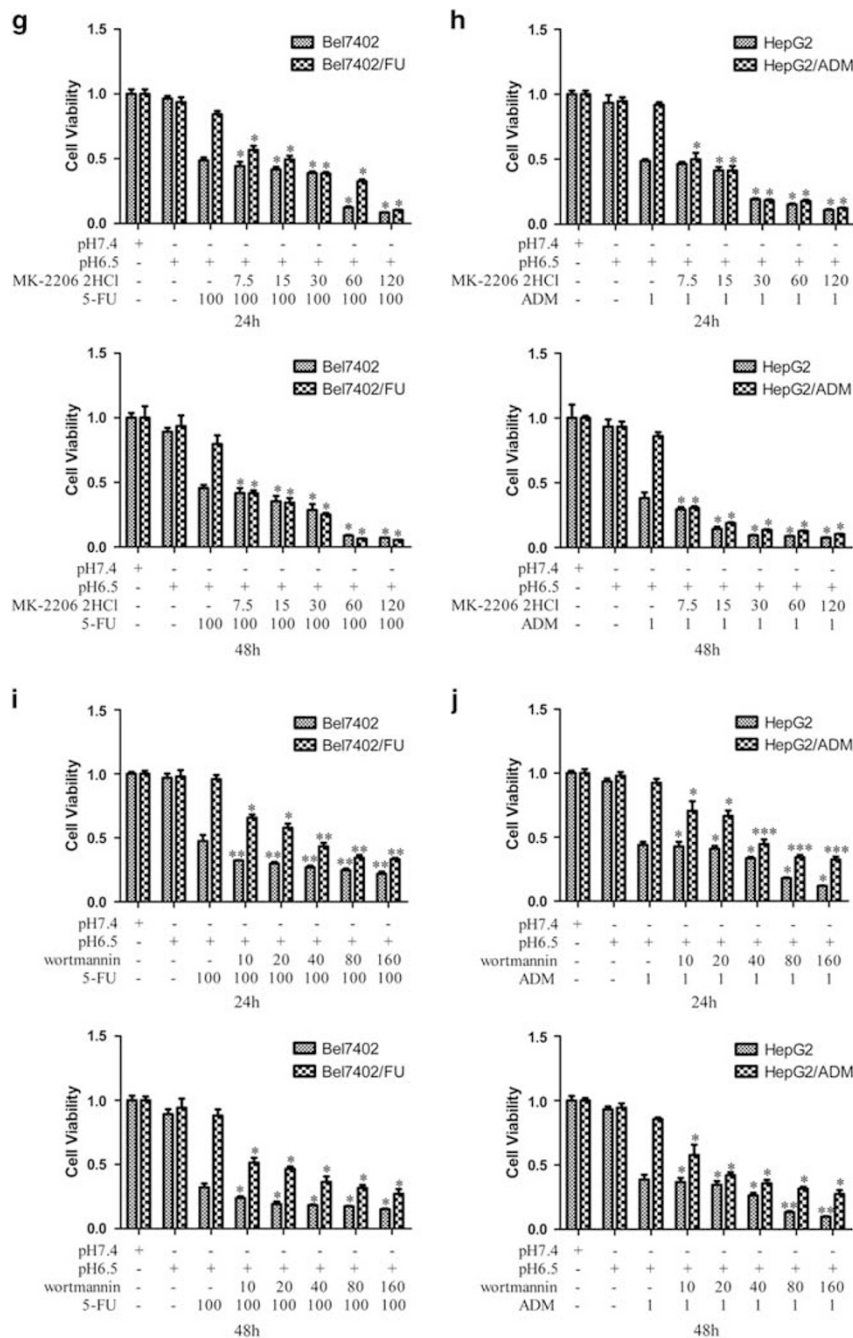 g
1.5
1.0
0.5
0.0
Cell Viability
Bel7402
Bel7402/FU
* * * * * * * * * *
pH7.4 + - - - - - - -
pH6.5 - + + + + + + +
MK-2206 2HCl - - - 7.5 15 30 60 120
5-FU - - 100 100 100 100 100 100
24h
h
1.5
1.0
0.5
0.0
Cell Viability
HepG2
HepG2/ADM
* * * * * * * * *
pH7.4 + - - - - - - -
pH6.5 - + + + + + + +
MK-2206 2HCl - - - 7.5 15 30 60 120
ADM - - 1 1 1 1 1 1
24h
1.5
1.0
0.5
0.0
Cell Viability
Bel7402
Bel7402/FU
* * * * * * * * * *
pH7.4 + - - - - - - -
pH6.5 - + + + + + + +
MK-2206 2HCl - - - 7.5 15 30 60 120
5-FU - - 100 100 100 100 100 100
48h
1.5
1.0
0.5
0.0
Cell Viability
HepG2
HepG2/ADM
* * * * * * * * * *
pH7.4 + - - - - - - -
pH6.5 - + + + + + + +
MK-2206 2HCl - - - 7.5 15 30 60 120
ADM - - 1 1 1 1 1 1
48h
i
1.5
1.0
0.5
0.0
Cell Viability
Bel7402
Bel7402/FU
** * ** * ** ** ** ** ** **
pH7.4 + - - - - - - -
pH6.5 - + + + + + + +
wortmannin - - - 10 20 40 80 160
5-FU - - 100 100 100 100 100 100
24h
j
1.5
1.0
0.5
0.0
Cell Viability
HepG2
HepG2/ADM
* * * * * *** * *** * ***
pH7.4 + - - - - - - -
pH6.5 - + + + + + + +
wortmannin - - - 10 20 40 80 160
ADM - - 1 1 1 1 1 1
24h
1.5
1.0
0.5
0.0
Cell Viability
Bel7402
Bel7402/FU
* * * * * * * * * *
pH7.4 + - - - - - - -
pH6.5 - + + + + + + +
wortmannin - - - 10 20 40 80 160
5-FU - - 100 100 100 100 100 100
48h
1.5
1.0
0.5
0.0
Cell Viability
HepG2
HepG2/ADM
* * * * * * ** * ** *
pH7.4 + - - - - - - -
pH6.5 - + + + + + + +
wortmannin - - - 10 20 40 80 160
ADM - - 1 1 1 1 1 1
48h